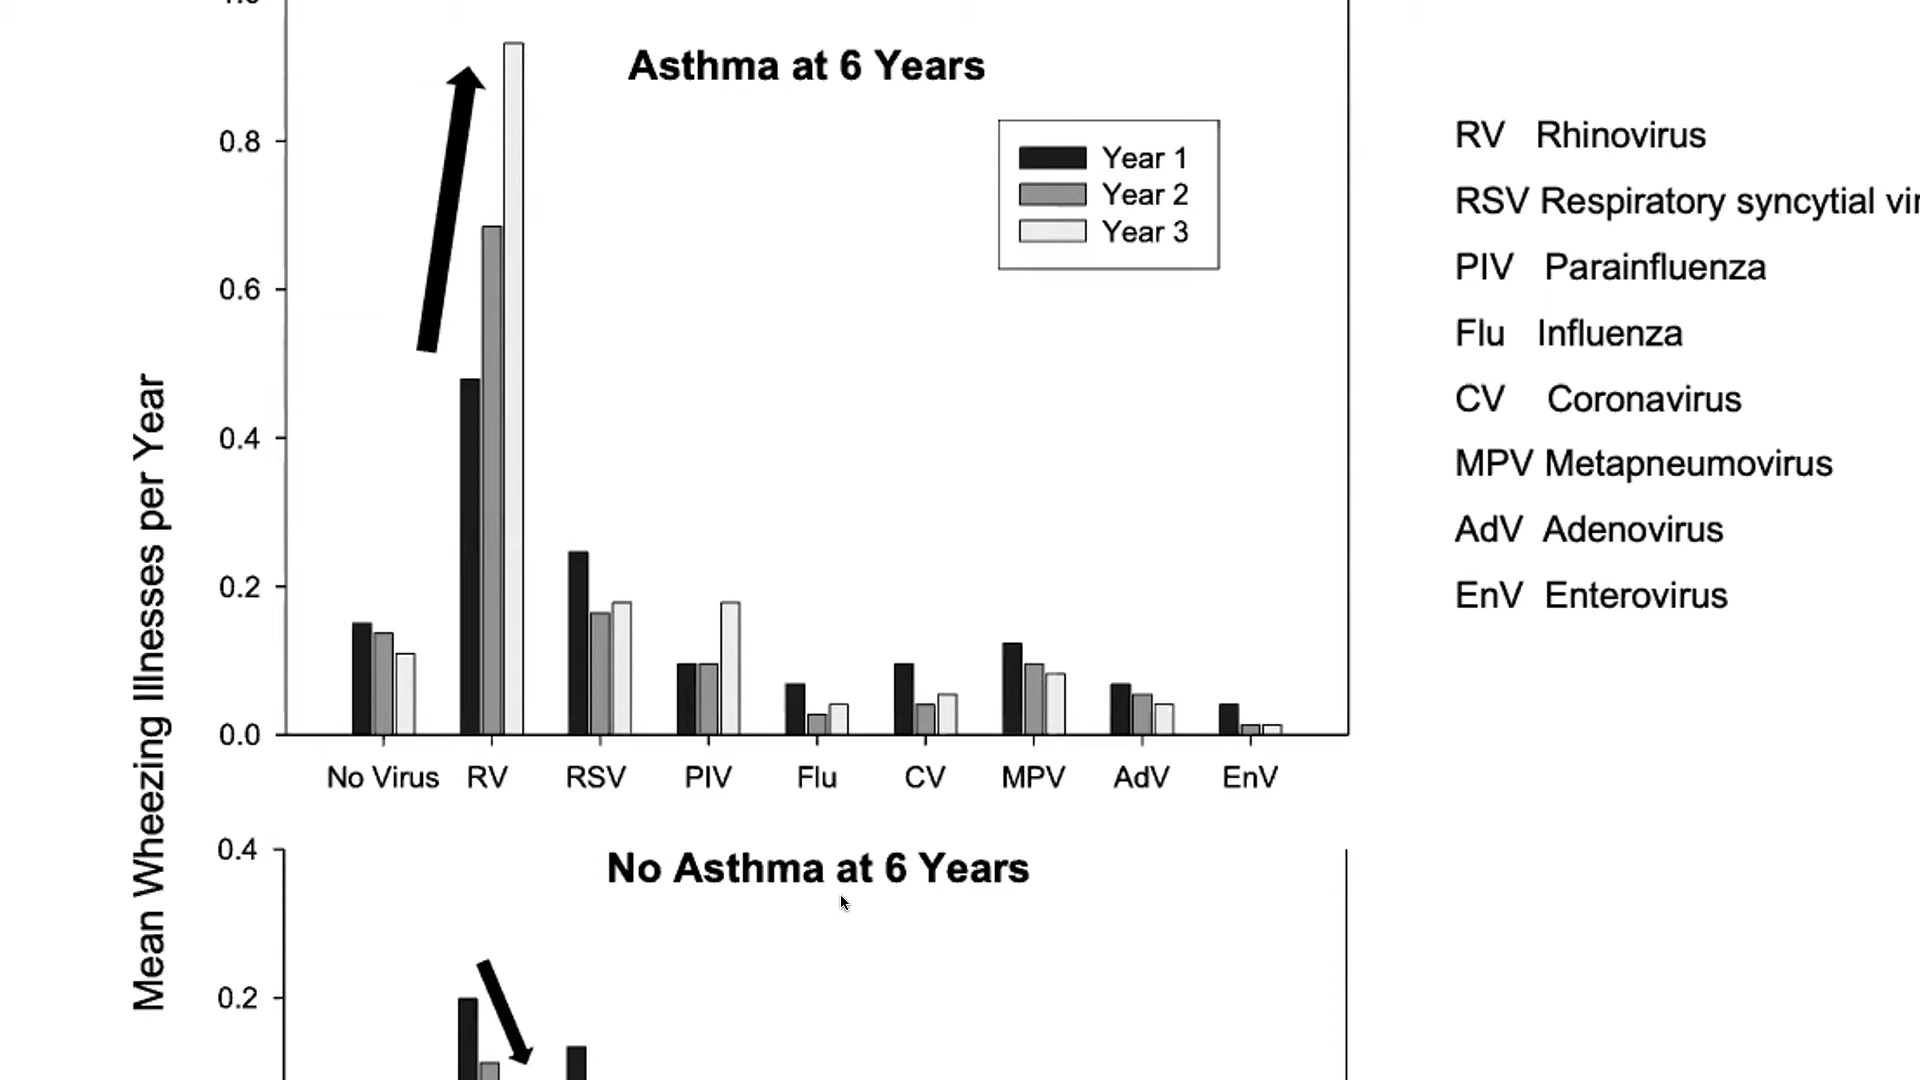 Asthma at 6 Years
Mean Wheezing Illnesses per Year
0.8
0.6
0.4
0.2
0.0
Year 1
Year 2
Year 3
No Virus RV RSV PIV Flu CV MPV AdV EnV
RV Rhinovirus
RSV Respiratory syncytial
PIV Parainfluenza
Flu Influenza
CV Coronavirus
MPV Metapneumovirus
AdV Adenovirus
EnV Enterovirus
No Asthma at 6 Years
0.4
0.2